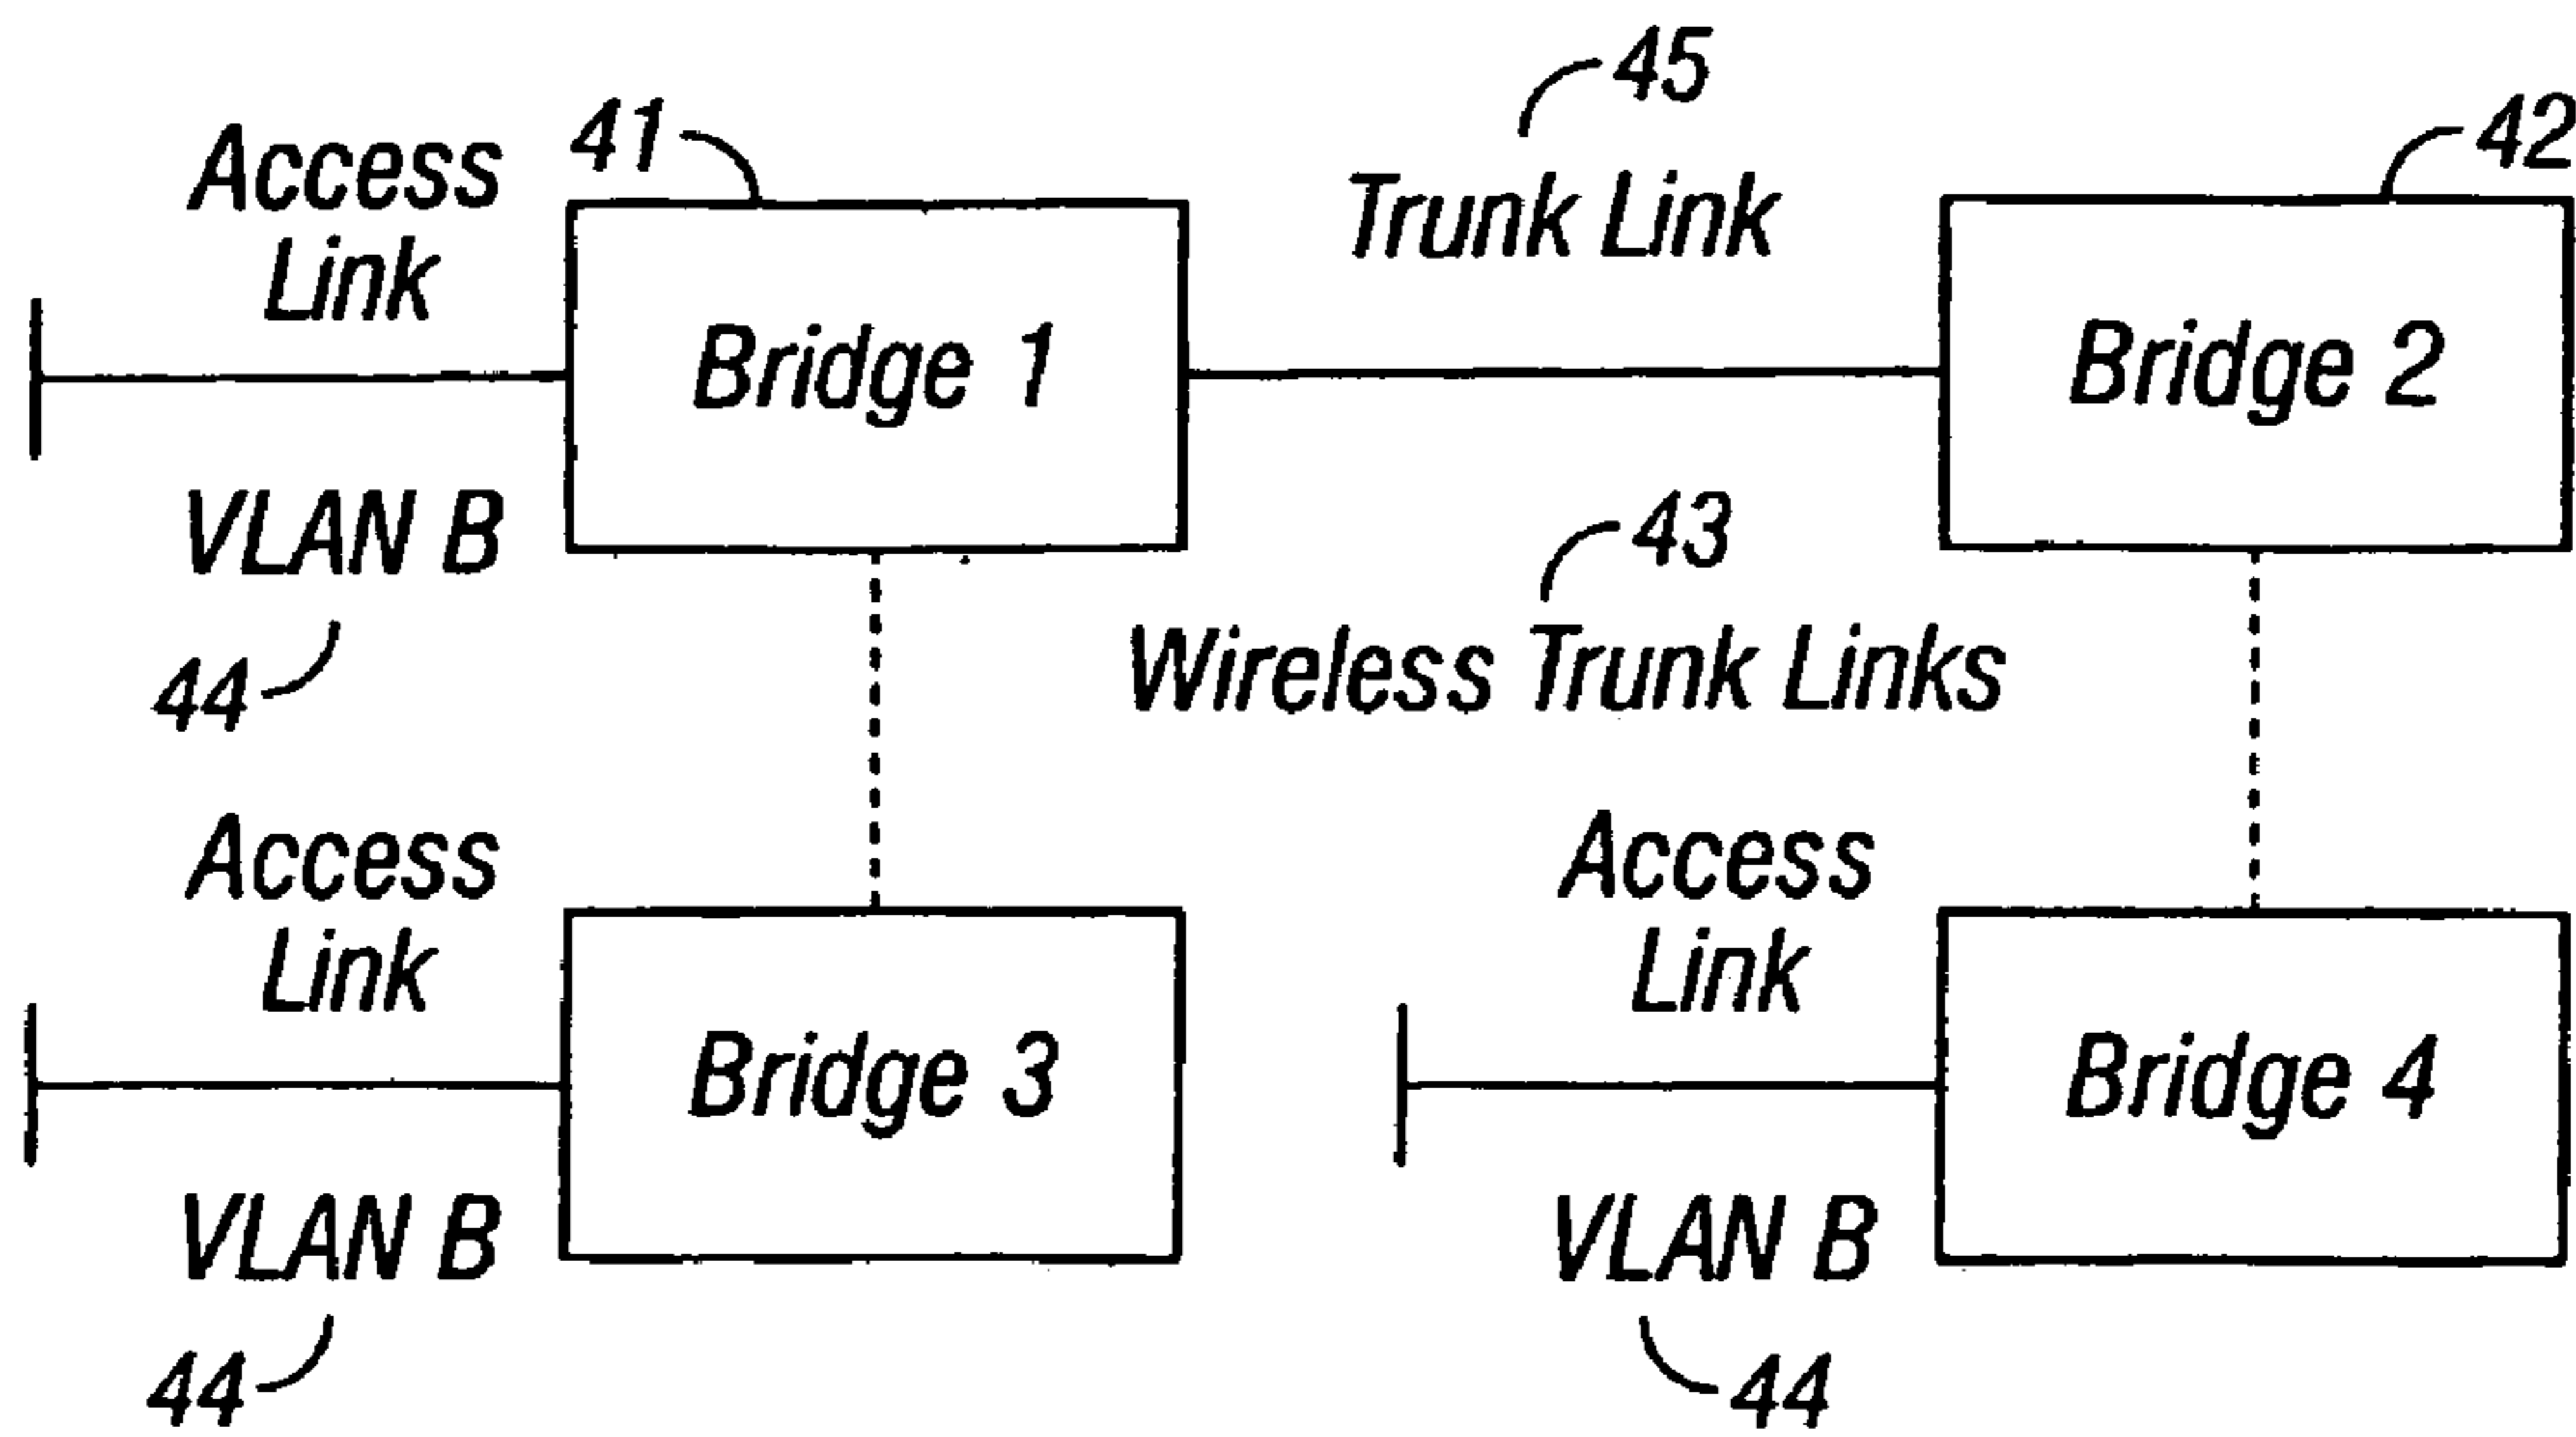 45
41
42
Access
Link
Trunk Link
Bridge 1
Bridge 2
VLAN B
43
44
Wireless Trunk Links
Access
Link
Access
Link
Bridge 3
Bridge 4
VLAN B
VLAN B
44
44